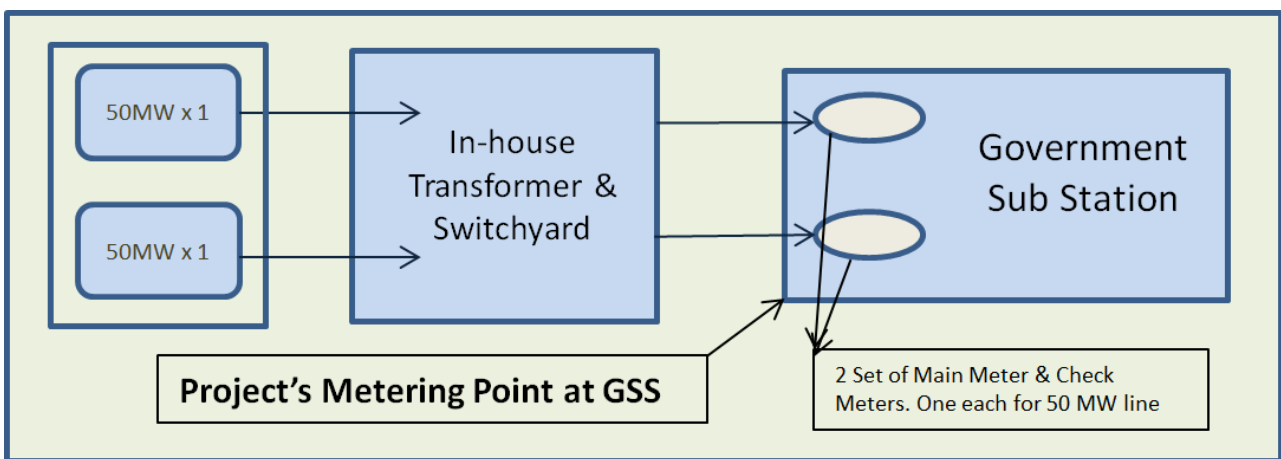 50MW x 1
50MW x 1
In-house
Transformer &
Switchyard
Government
Sub Station
Project's Metering Point at GSS
2 Set of Main Meter & Check
Meters. One each for 50 MW line